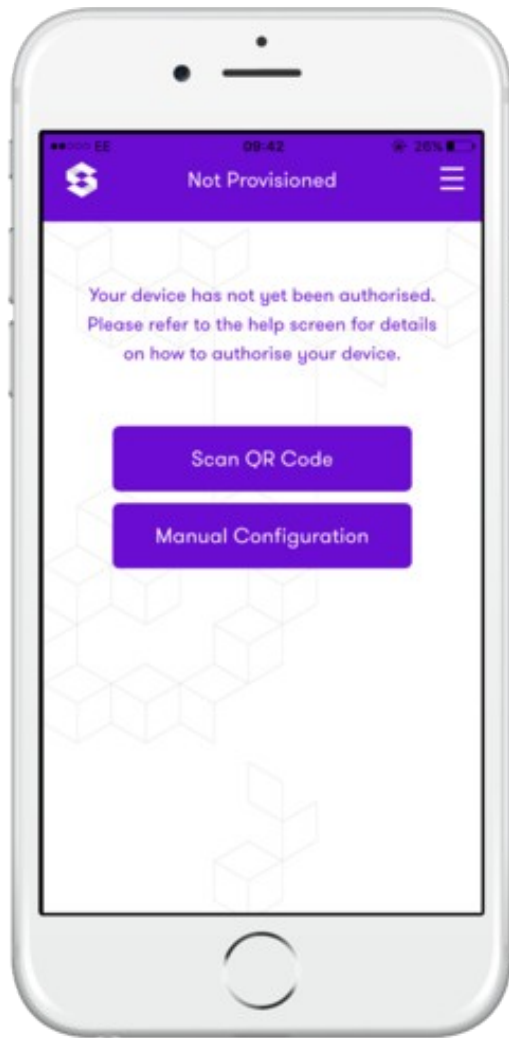 EE 09:42 26%
Not Provisioned
Your device has not yet been authorised.
Please refer to the help screen for details
on how to authorise your device.
Scan QR Code
Manual Configuration